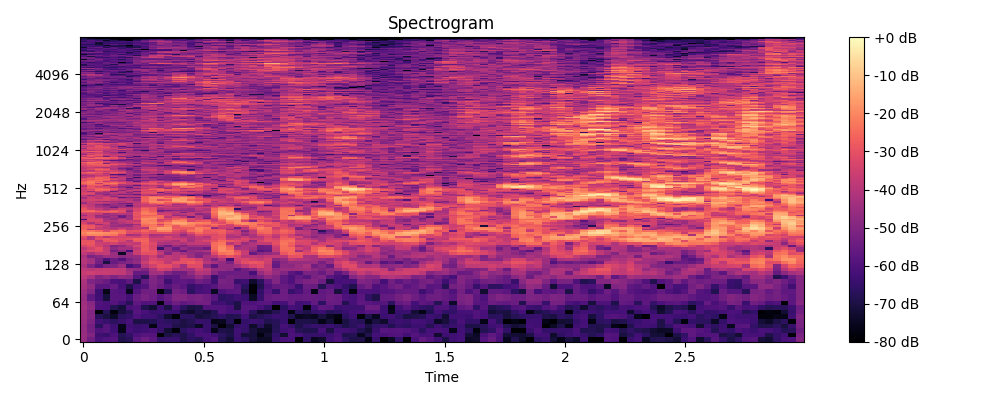 Spectrogram
Hz
4096
2048
1024
512
256
128
64
0
0
0.5
1
1.5
2
2.5
Time
+0 dB
-10 dB
-20 dB
-30 dB
-40 dB
-50 dB
-60 dB
-70 dB
-80 dB